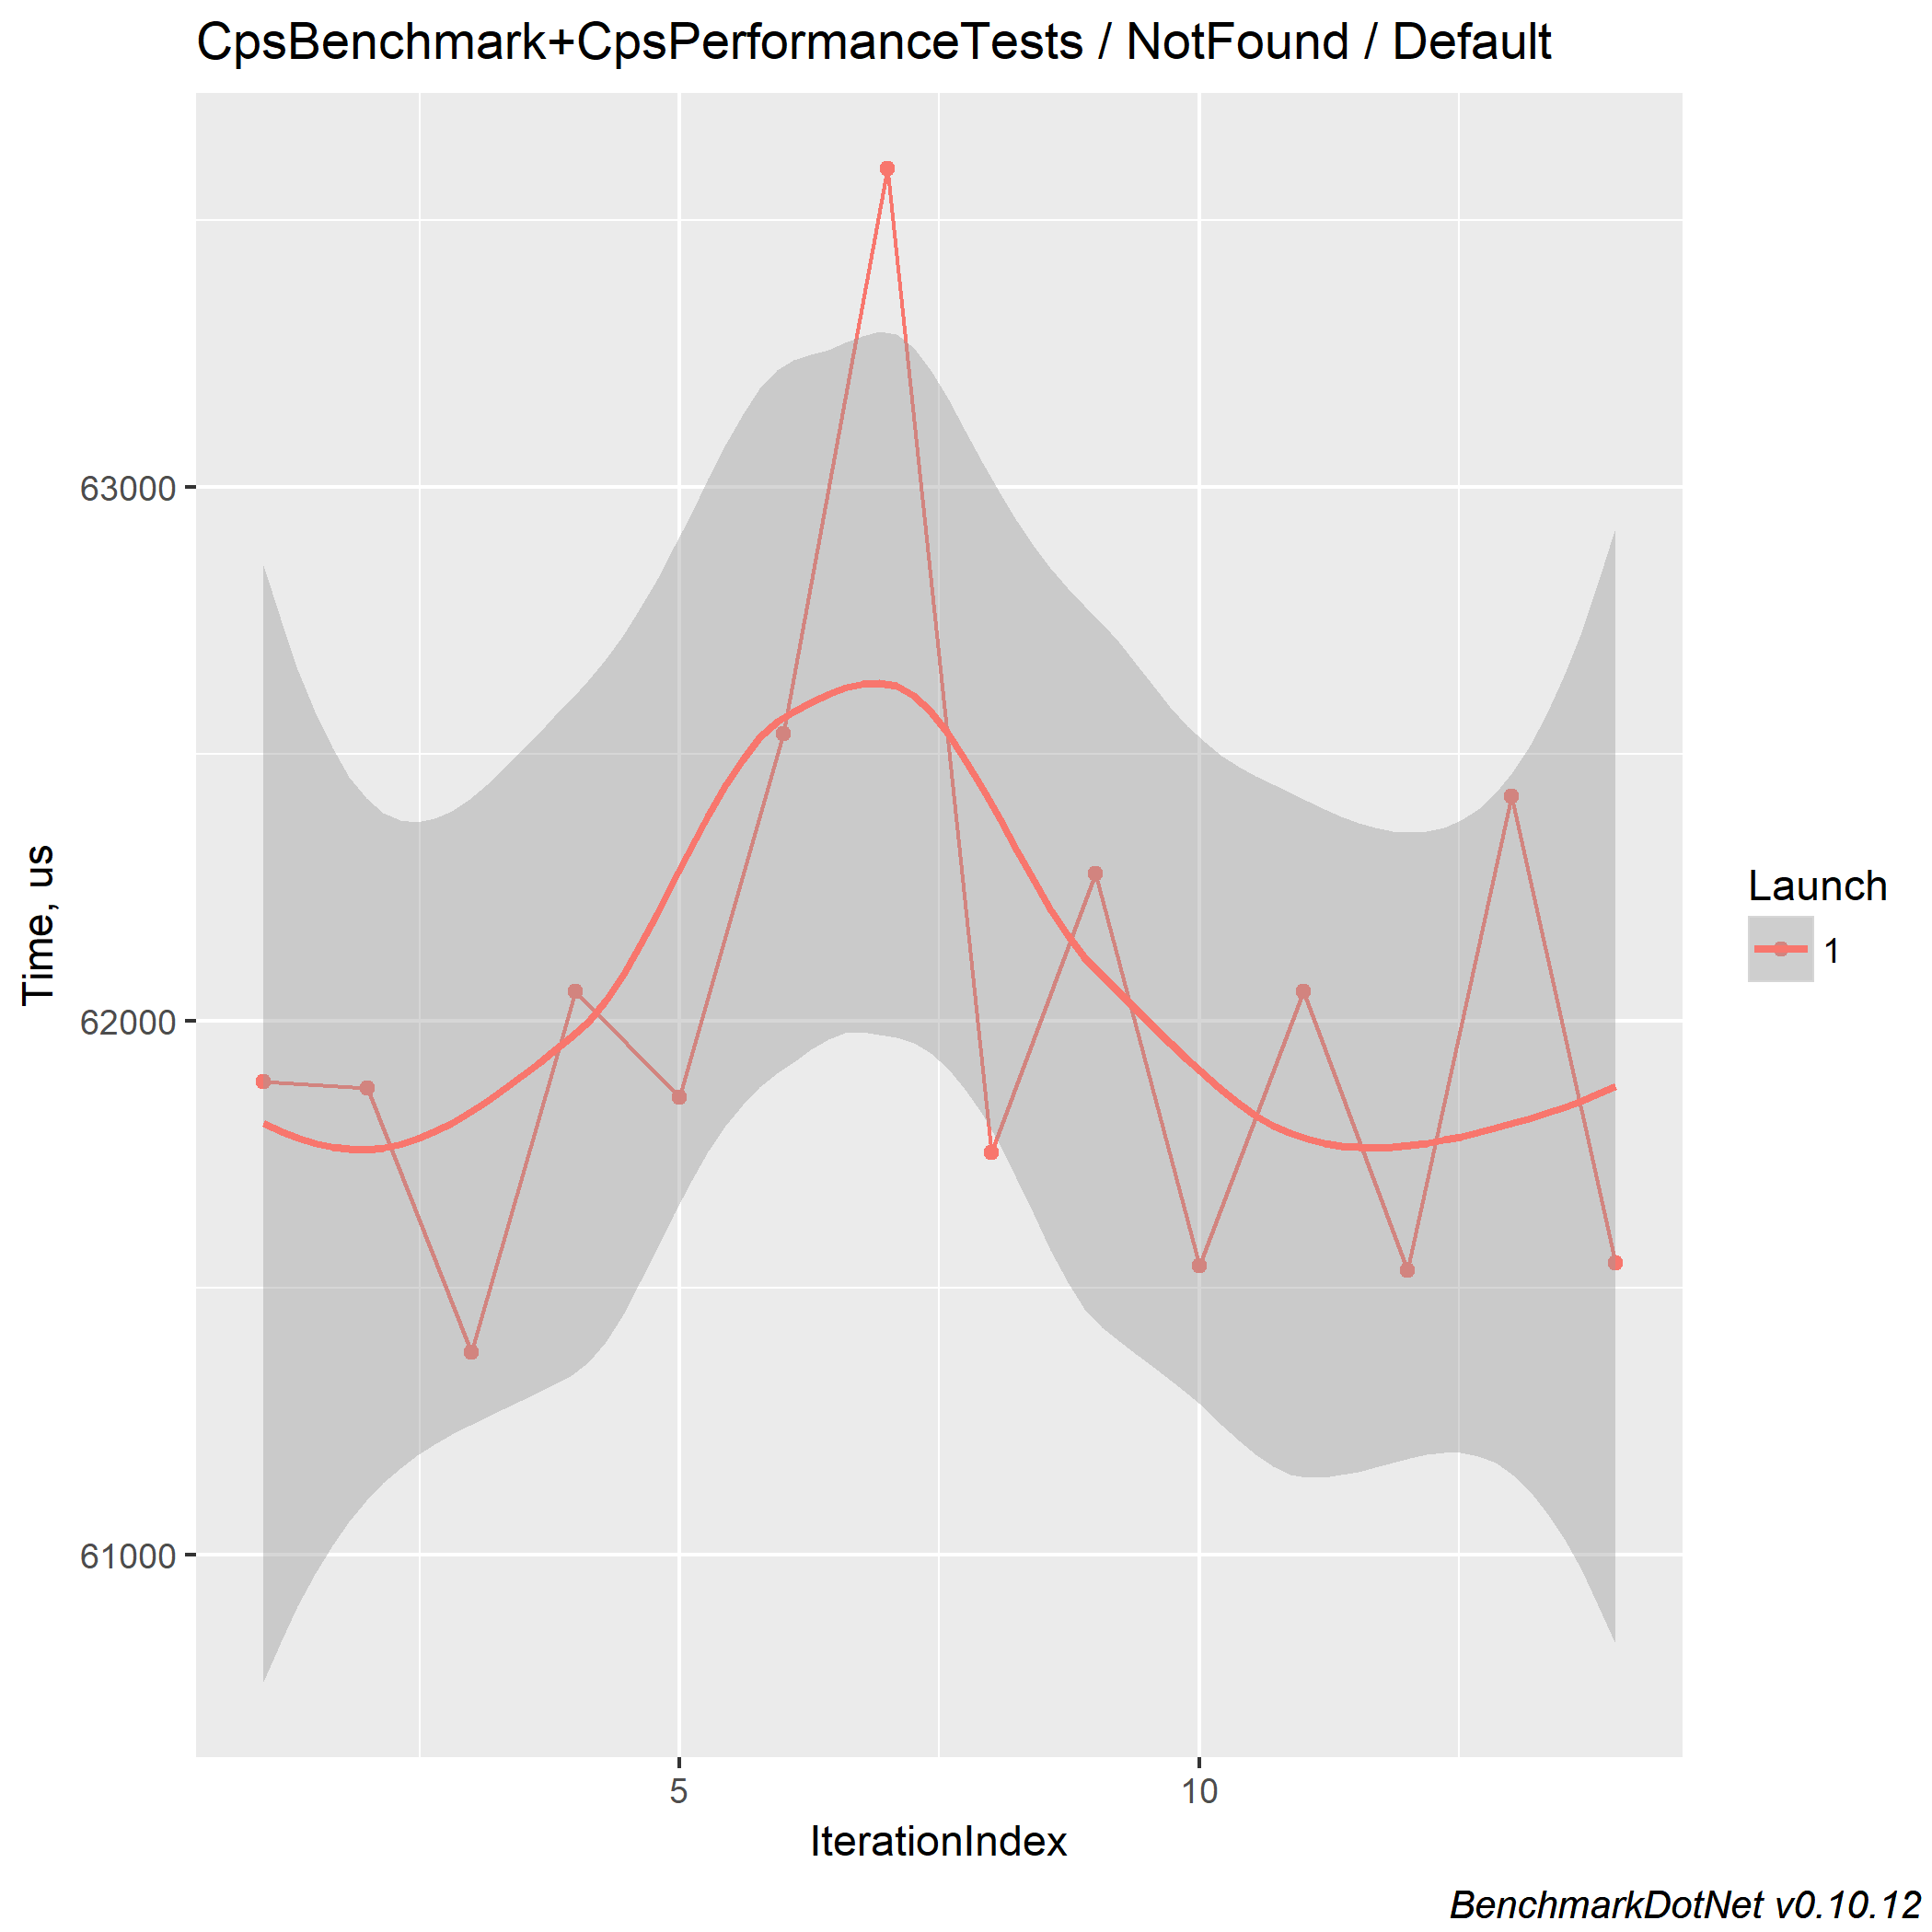 CpsBenchmark+CpsPerformanceTests / NotFound / Default
63000
62000
61000
Time, us
5
10
IterationIndex
Launch
1
BenchmarkDotNet v0.10.12